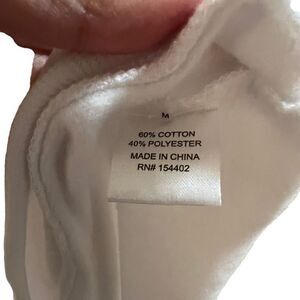 M
60% COTTON
40% POLYESTER
MADE IN CHINA
RN# 154402